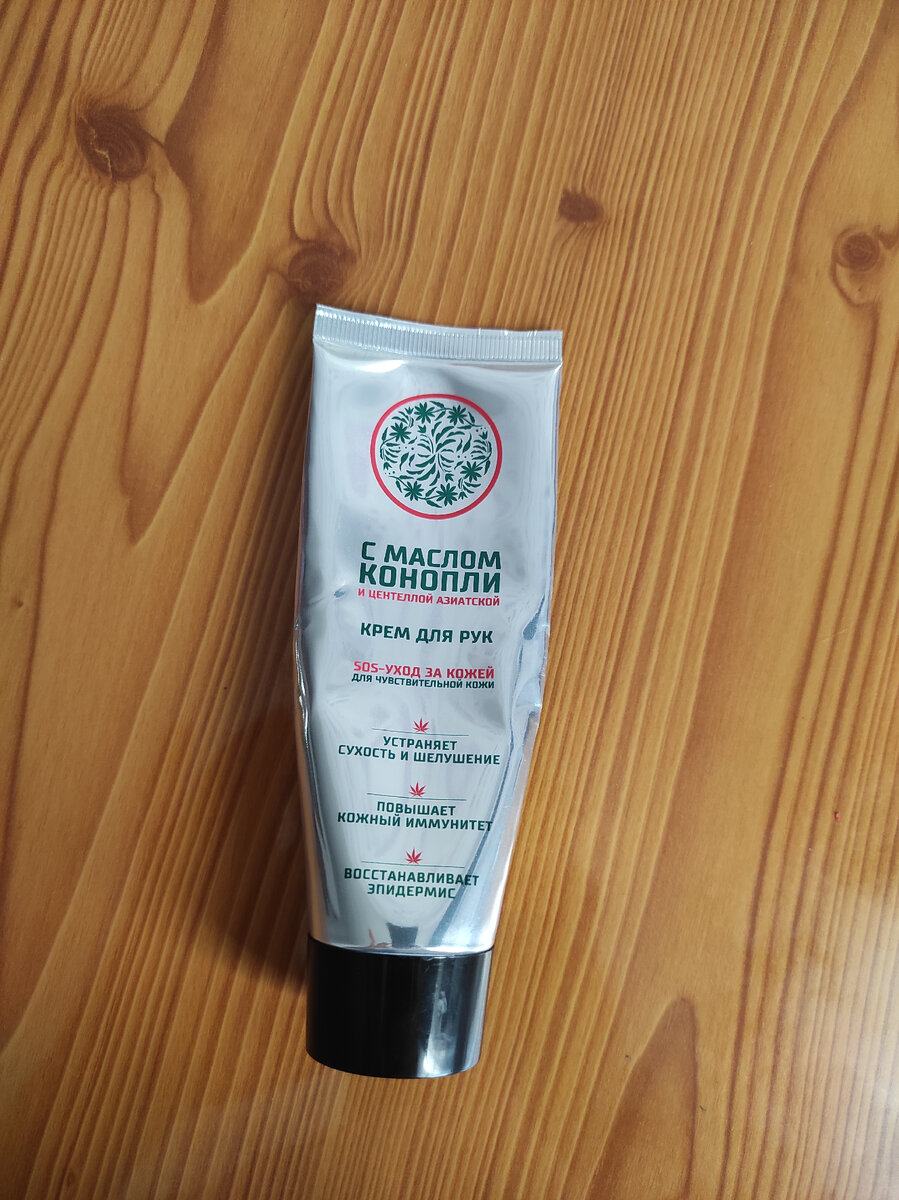 С МАСЛОМ
КОНОПЛИ
И ЦЕНТЕЛЛОЙ АЗИАТСКОЙ
КРЕМ ДЛЯ РУК
SOS-УХОД ЗА КОЖЕЙ
ДЛЯ ЧУВСТВИТЕЛЬНОЙ КОЖИ
УСТРАНЯЕТ
СУХОСТЬ И ШЕЛУШЕНИЕ
ПОВЫШАЕТ
КОЖНЫЙ ИММУНИТЕТ
ВОССТАНАВЛИВАЕТ
ЭПИДЕРМИС